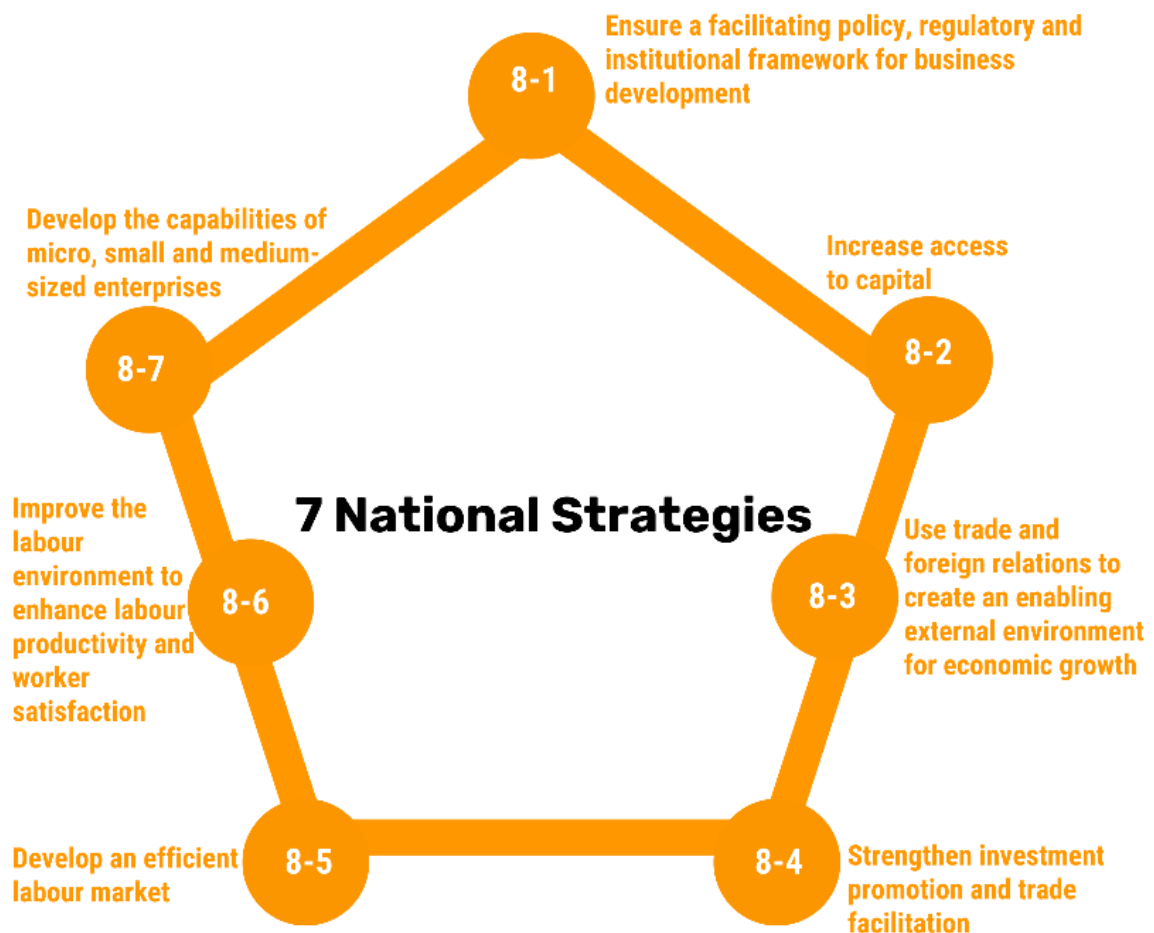 8-1
Ensure a facilitating policy, regulatory and
institutional framework for business
development
Develop the capabilities of
micro, small and medium-
sized enterprises
8-7
Increase access
to capital
8-2
7 National Strategies
Improve the
labour
environment to
enhance labour
productivity and
worker
satisfaction
8-6
8-3
Use trade and
foreign relations to
create an enabling
external environment
for economic growth
Develop an efficient
labour market
8-5
8-4
Strengthen investment
promotion and trade
facilitation